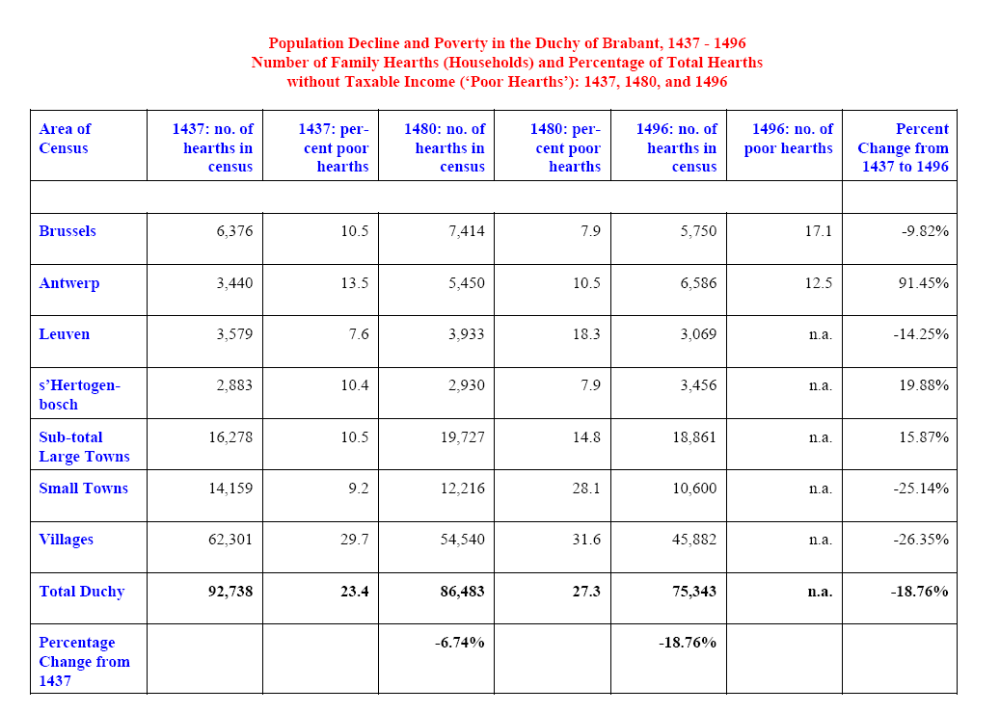 Population Decline and Poverty in the Duchy of Brabant, 1437 - 1496
Number of Family Hearths (Households) and Percentage of Total Hearths
without Taxable Income (‘Poor Hearths’): 1437, 1480, and 1496
Area of Census 1437: no. of hearths in census 1437: per-cent poor hearths 1480: no. of hearths in census 1480: per-cent poor hearths 1496: no. of hearths in census 1496: no. of poor hearths Percent Change from 1437 to 1496
Brussels 6,376 10.5 7,414 7.9 5,750 17.1 -9.82%
Antwerp 3,440 13.5 5,450 10.5 6,586 12.5 91.45%
Leuven 3,579 7.6 3,933 18.3 3,069 n.a. -14.25%
s’Hertogen-bosch 2,883 10.4 2,930 7.9 3,456 n.a. 19.88%
Sub-total Large Towns 16,278 10.5 19,727 14.8 18,861 n.a. 15.87%
Small Towns 14,159 9.2 12,216 28.1 10,600 n.a. -25.14%
Villages 62,301 29.7 54,540 31.6 45,882 n.a. -26.35%
Total Duchy 92,738 23.4 86,483 27.3 75,343 n.a. -18.76%
Percentage Change from 1437 -6.74% -18.76%